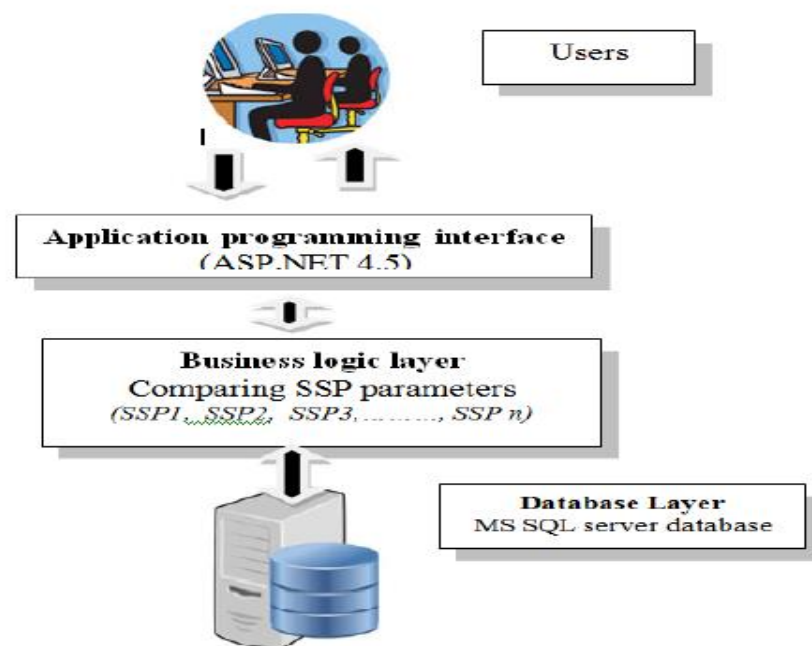 Users
Application programming interface
(ASP.NET 4.5)
Business logic layer
Comparing SSP parameters
(SSP1, SSP2, SSP3,........, SSP n)
Database Layer
MS SQL server database